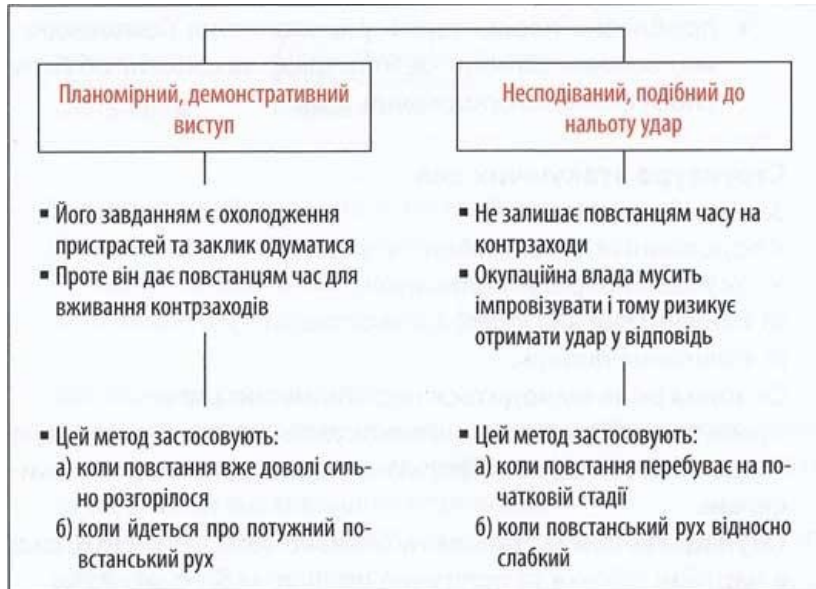 Планомірний, демонстративний
виступ
▪ Його завданням є охолодження
пристрастей та заклик одуматися
▪ Проте він дає повстанцям час для
вживання контрзаходів
▪ Цей метод застосовують:
а) коли повстання вже доволі силь-
но розгорілося
б) коли йдеться про потужний по-
встанський рух
Несподіваний, подібний до
нальоту удар
▪ Не залишає повстанцям часу на
контрзаходи
▪ Окупаційна влада мусить
імпровізувати і тому ризикує
отримати удар у відповідь
▪ Цей метод застосовують:
а) коли повстання перебуває на по-
чатковій стадії
б) коли повстанський рух відносно
слабкий